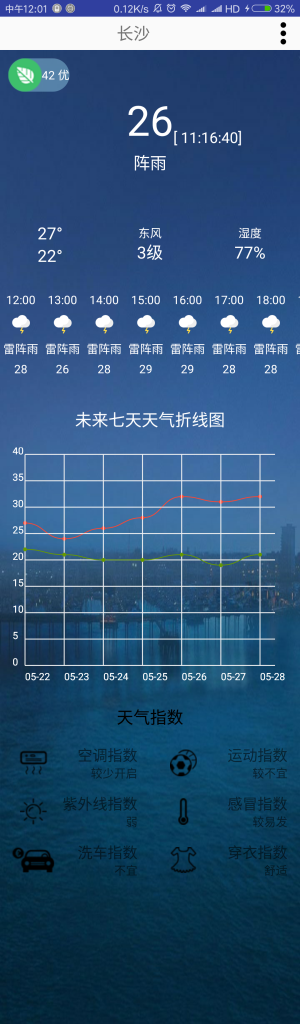 中午12:01 0.12K/s HD 32%
长沙
42 优
26 [ 11:16:40]
阵雨
27° 东风 湿度
22° 3级 77%
12:00 13:00 14:00 15:00 16:00 17:00 18:00
雷阵雨 雷阵雨 雷阵雨 雷阵雨 雷阵雨 雷阵雨 雷阵雨
28 26 28 29 29 28 28
未来七天天气折线图
40
35
30
25
20
15
10
5
0
05-22 05-23 05-24 05-25 05-26 05-27 05-28
天气指数
空调指数 运动指数
较少开启 较不宜
紫外线指数 感冒指数
弱 较易发
洗车指数 穿衣指数
不宜 舒适